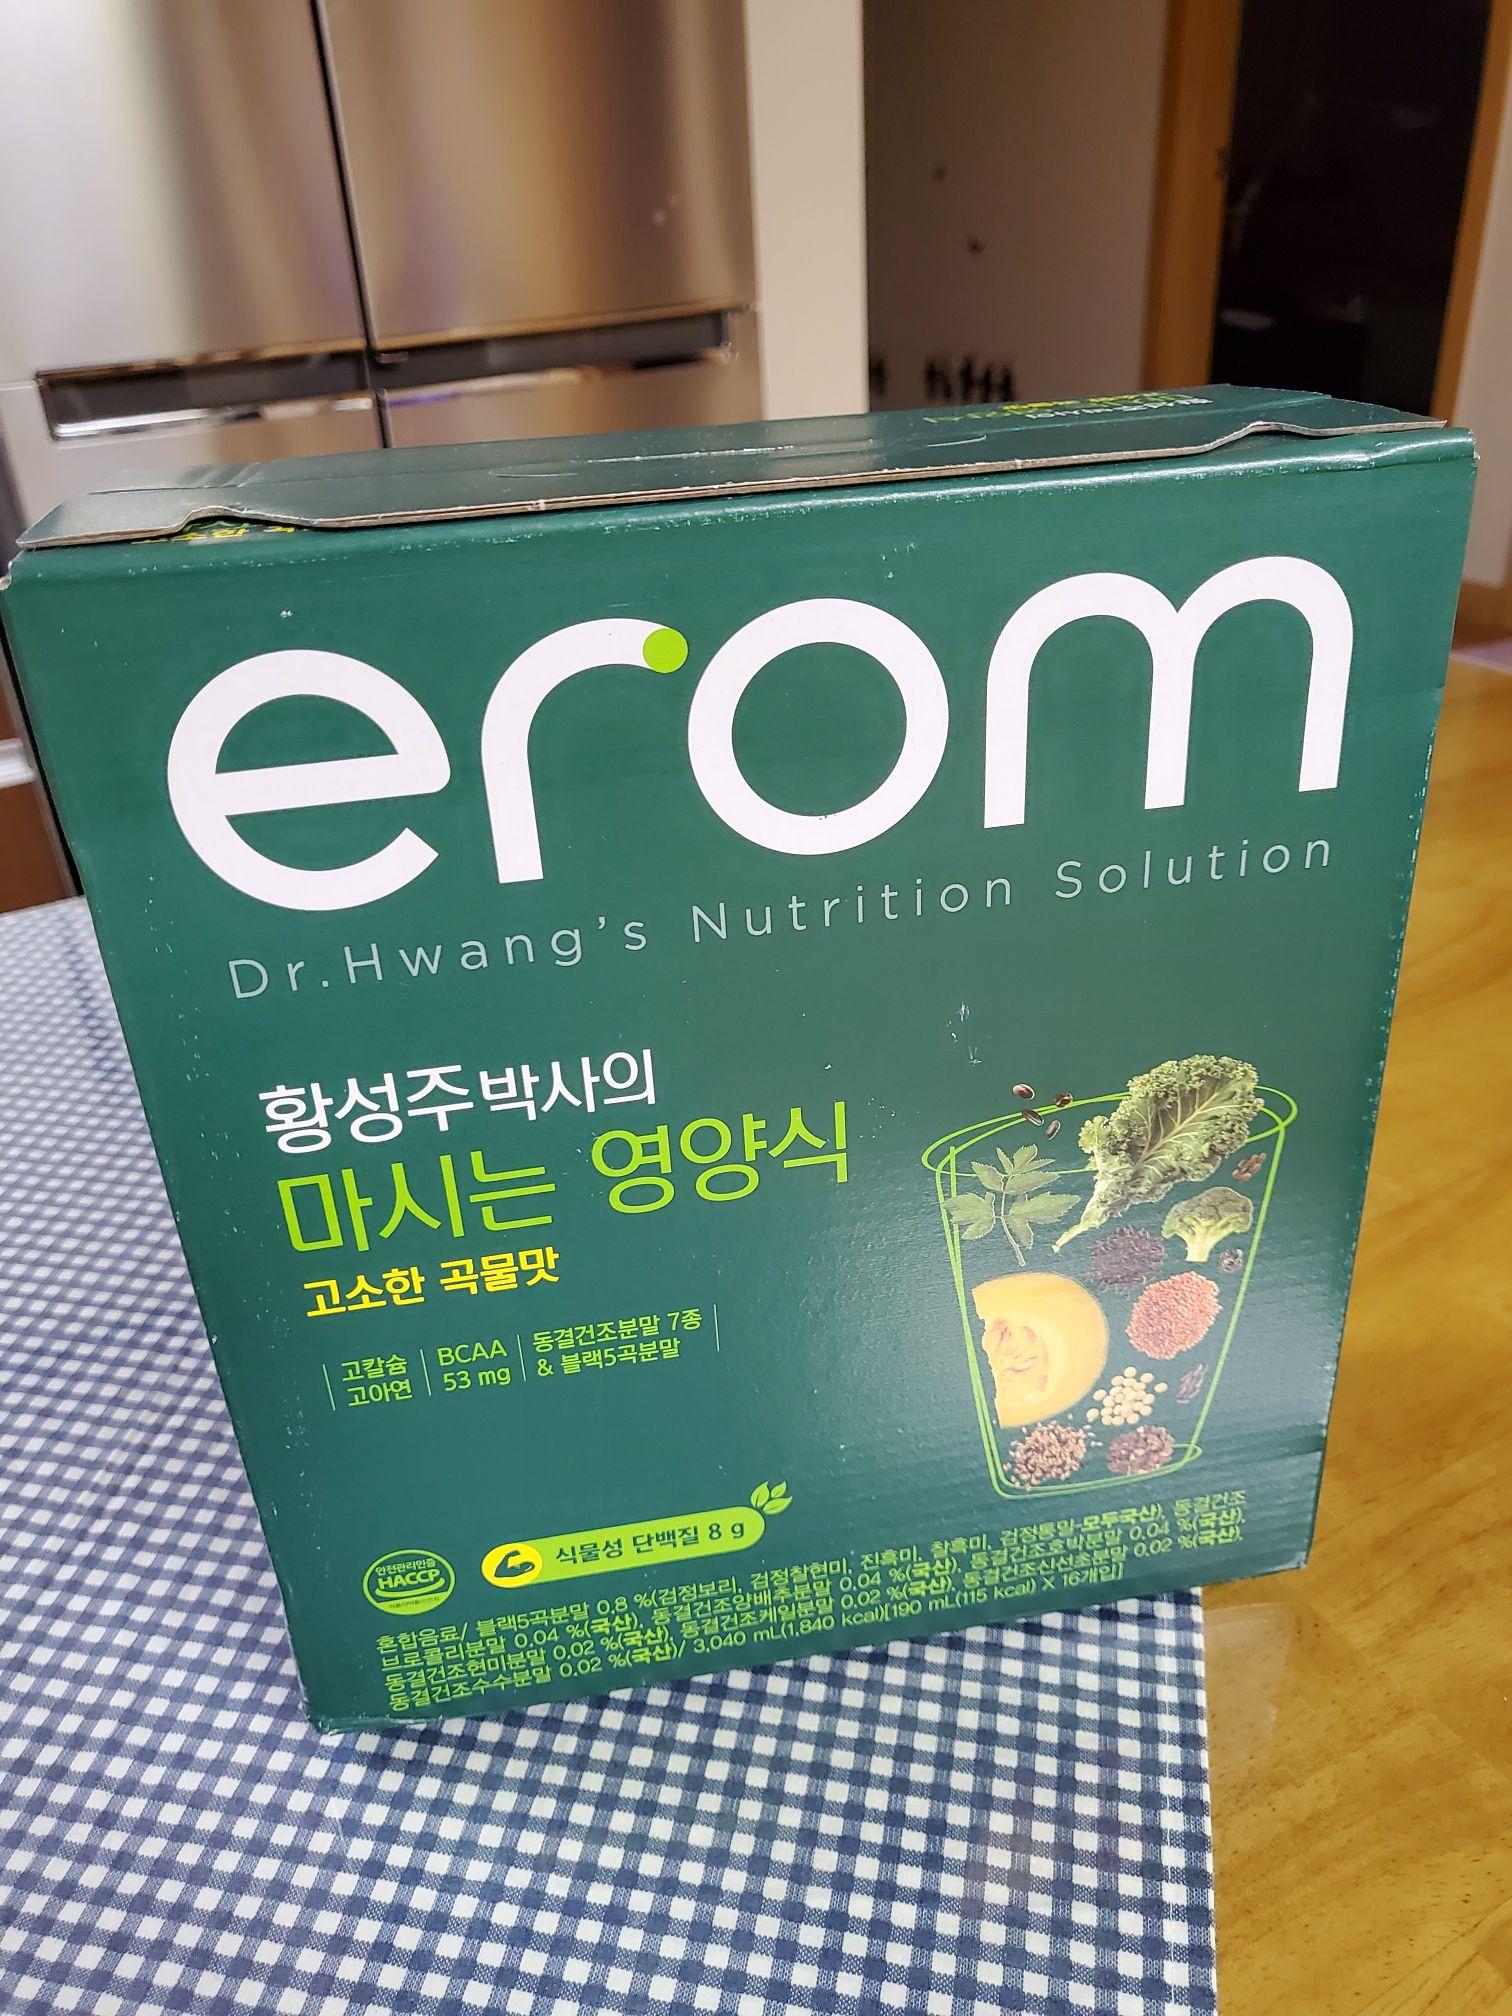 erom
Dr.Hwang's Nutrition Solution
황성주 박사의
마시는 영양식
고소한 곡물맛
고칼슘
고아연
BCAA
53 mg
동결건조분말 7종
& 블랙5곡분말
식물성 단백질 8 g
안전관리인증
HACCP
혼합음료/ 블랙5곡분말 0.8 %(검정보리, 검정찰현미, 진흑미, 찰흑미, 검정통밀-모두국산), 동결건조
브로콜리분말 0.04 %(국산), 동결건조양배추분말 0.04 %(국산), 동결건조호박분말 0.04 %(국산),
동결건조현미분말 0.02 %(국산), 동결건조케일분말 0.02 %(국산), 동결건조신선초분말 0.02 %(국산),
동결건조수수분말 0.02 %(국산)/ 3,040 mL(1,840 kcal)[190 mL(115 kcal) X 16개입]